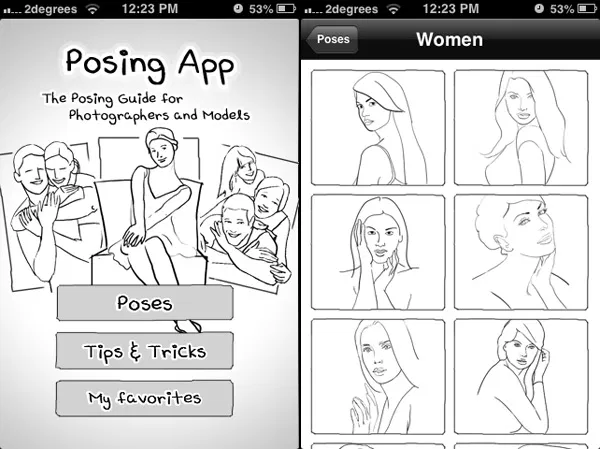 2degrees 12:23 PM 53%
Posing App
The Posing Guide for
Photographers and Models
Poses
Tips & Tricks
My favorites
2degrees 12:23 PM 53%
Poses Women